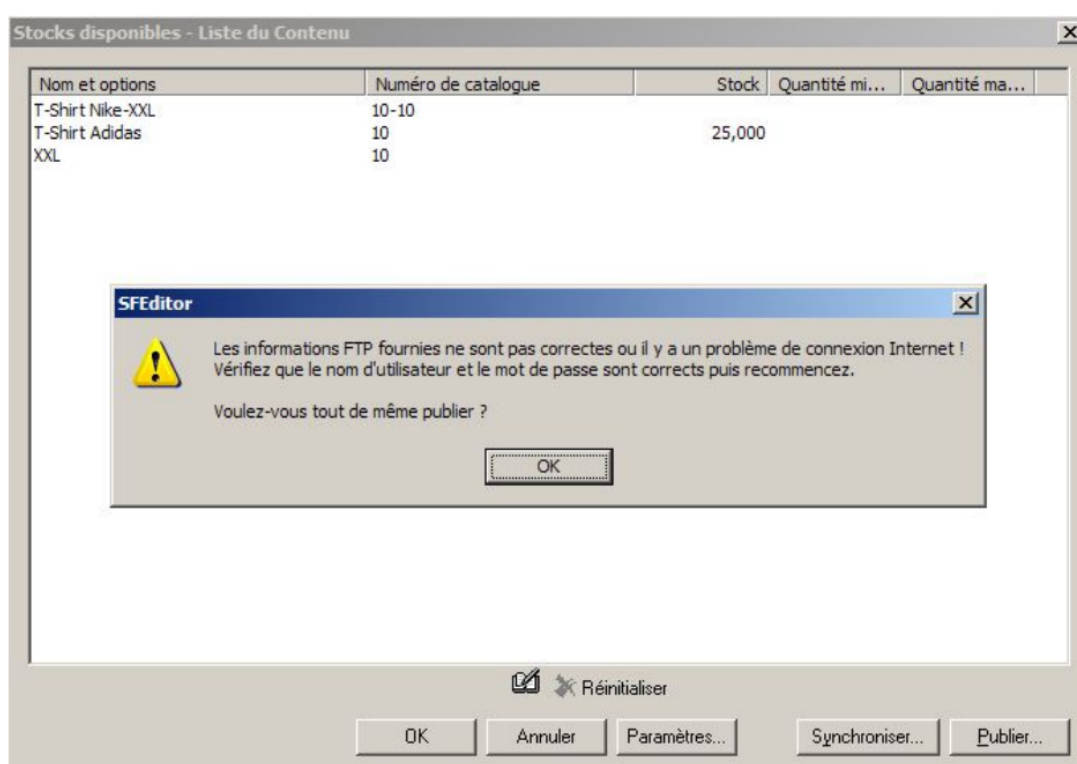 Stocks disponibles - Liste du Contenu
Nom et options Numéro de catalogue Stock Quantité mi... Quantité ma...
T-Shirt Nike-XXL 10-10
T-Shirt Adidas 10 25,000
XXL 10
SFEditor
Les informations FTP fournies ne sont pas correctes ou il y a un problème de connexion Internet !
Vérifiez que le nom d'utilisateur et le mot de passe sont corrects puis recommencez.
Voulez-vous tout de même publier ?
OK
Réinitialiser
OK Annuler Paramètres... Synchroniser... Publier...